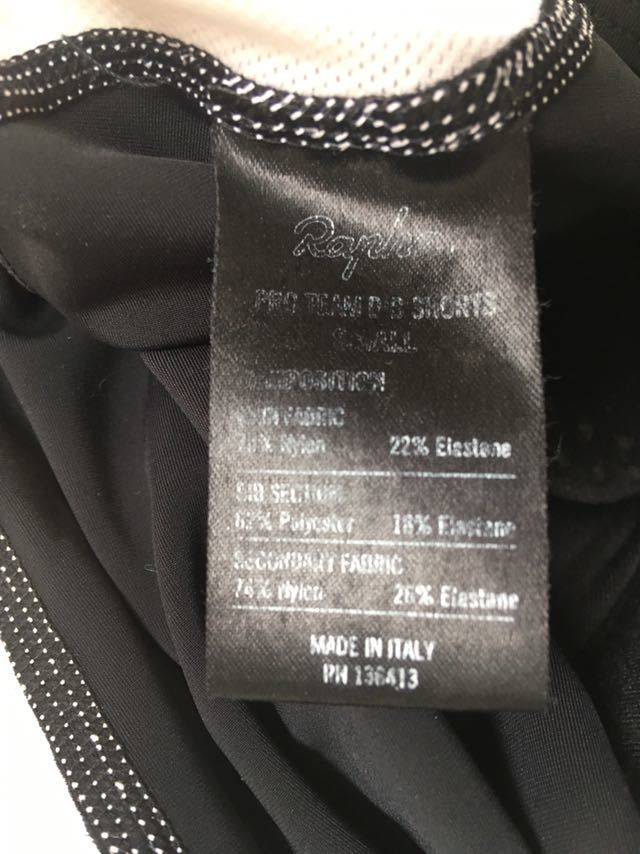 Rapha
PRO TEAM BIB SHORTS
SMALL
COMPOSITION
MAIN FABRIC
78% Nylon 22% Elastane
BIB SECTION
82% Polyester 18% Elastane
SECONDARY FABRIC
74% Nylon 26% Elastane
MADE IN ITALY
RN 136413